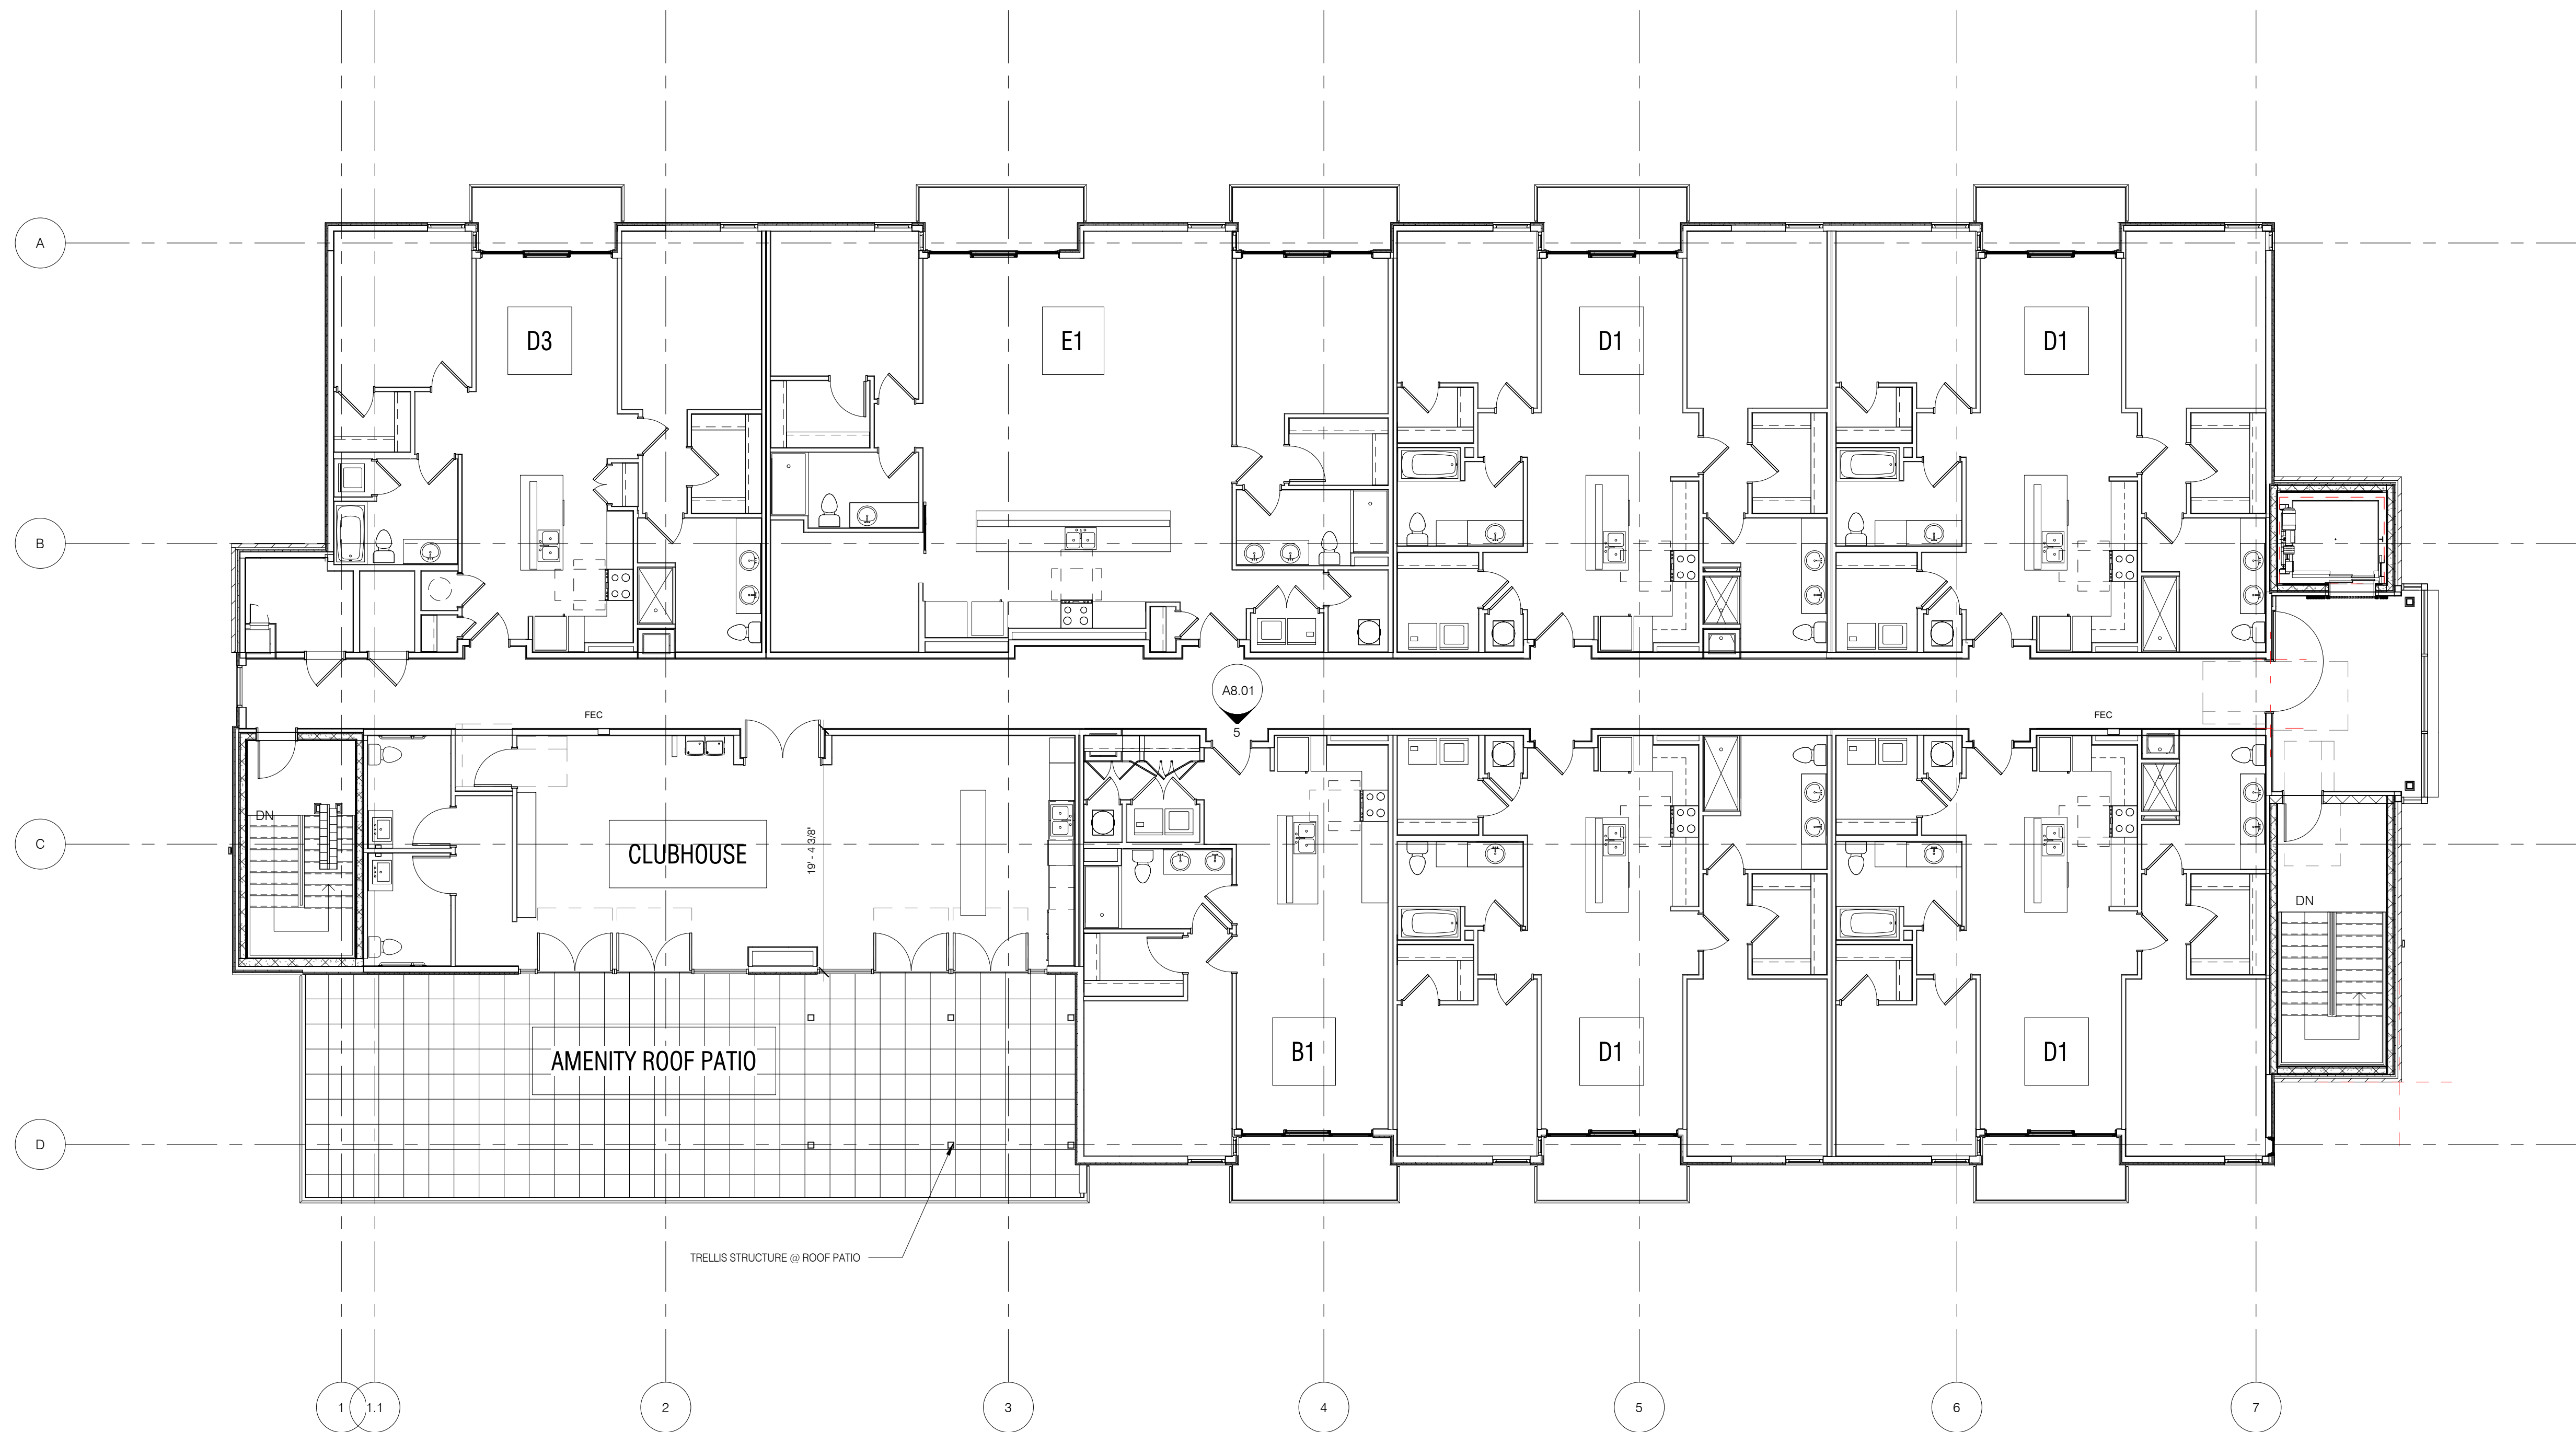 A
D3
E1
D1
D1
B
A8.01
5
FEC
FEC
DN
C
CLUBHOUSE
19' - 4 3/8"
DN
AMENITY ROOF PATIO
B1
D1
D1
D
TRELLIS STRUCTURE @ ROOF PATIO
1
1.1
2
3
4
5
6
7